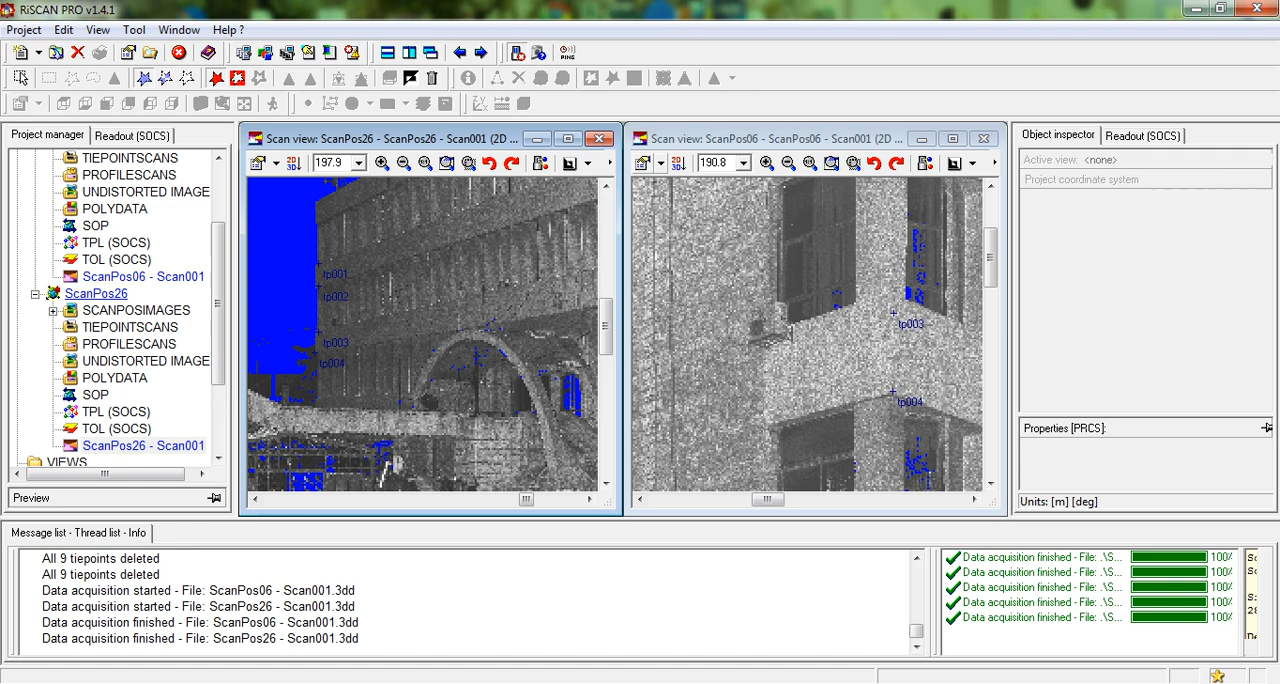 RiSCAN PRO v1.4.1
Project Edit View Tool Window Help ?
Project manager Readout (SOCS)
TIEPOINTSCANS
PROFILESCANS
UNDISTORTED IMAGE
POLYDATA
SOP
TPL (SOCS)
TOL (SOCS)
ScanPos06 - Scan001
ScanPos26
SCANPOSIMAGES
TIEPOINTSCANS
PROFILESCANS
UNDISTORTED IMAGE
POLYDATA
SOP
TPL (SOCS)
TOL (SOCS)
ScanPos26 - Scan001
VIEWS
Preview
Scan view: ScanPos26 - ScanPos26 - Scan001 (2D ...
197.9
tp001
tp002
tp003
tp004
Scan view: ScanPos06 - ScanPos06 - Scan001 (2D ...
190.8
tp003
tp004
Object inspector Readout (SOCS)
Active view: <none>
Project coordinate system
Properties [PRCS]:
Units: [m] [deg]
Message list - Thread list - Info
All 9 tiepoints deleted
All 9 tiepoints deleted
Data acquisition started - File: ScanPos06 - Scan001.3dd
Data acquisition started - File: ScanPos26 - Scan001.3dd
Data acquisition finished - File: ScanPos06 - Scan001.3dd
Data acquisition finished - File: ScanPos26 - Scan001.3dd
Data acquisition finished - File: .\S... 100%
Data acquisition finished - File: .\S... 100%
Data acquisition finished - File: .\S... 100%
Data acquisition finished - File: .\S... 100%
Data acquisition finished - File: .\S... 100%